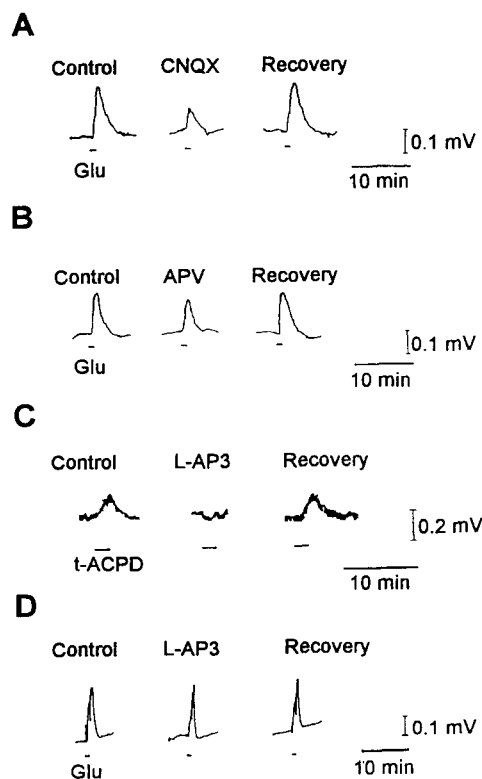 A
Control CNQX Recovery
Glu
0.1 mV
10 min
B
Control APV Recovery
Glu
0.1 mV
10 min
C
Control L-AP3 Recovery
t-ACPD
0.2 mV
10 min
D
Control L-AP3 Recovery
Glu
0.1 mV
10 min